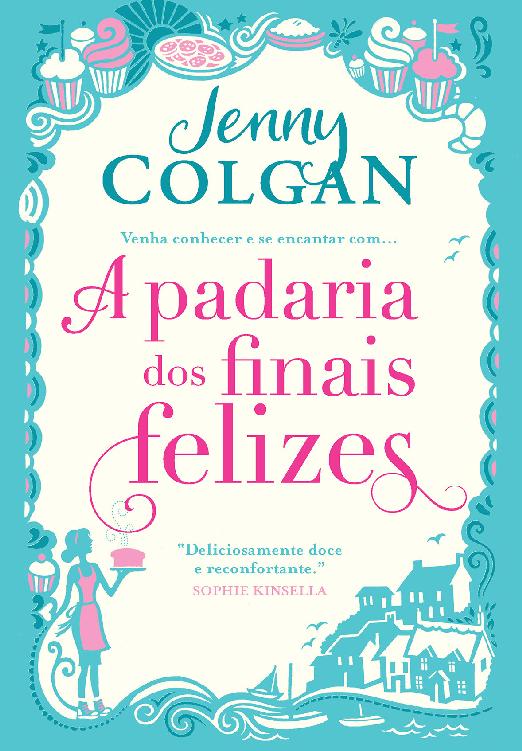 Jenny
COLGAN
Venha conhecer e se encantar com...
A padaria
dos finais
felizes
"Deliciosamente doce
e reconfortante."
SOPHIE KINSELLA